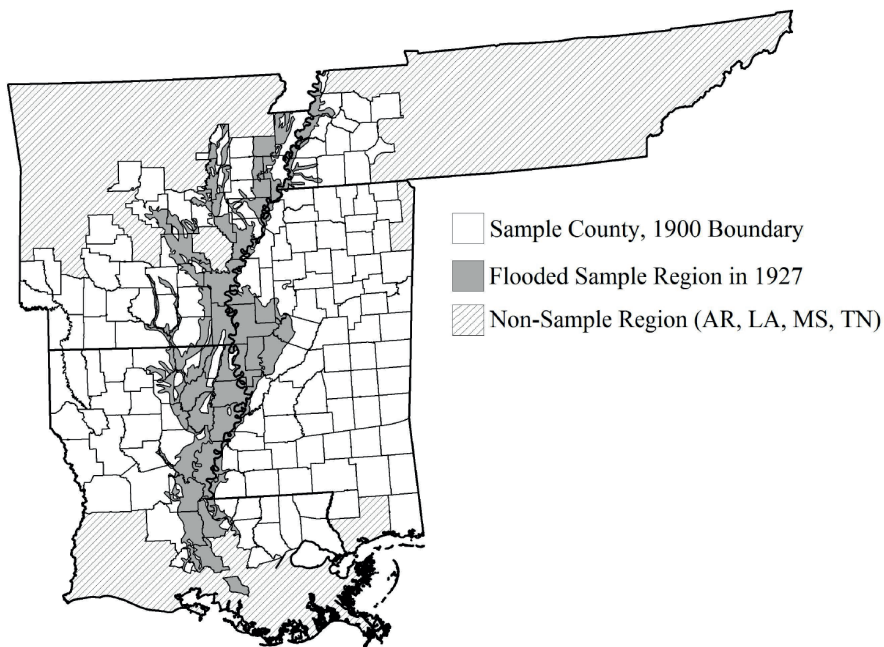 Sample County, 1900 Boundary
Flooded Sample Region in 1927
Non-Sample Region (AR, LA, MS, TN)